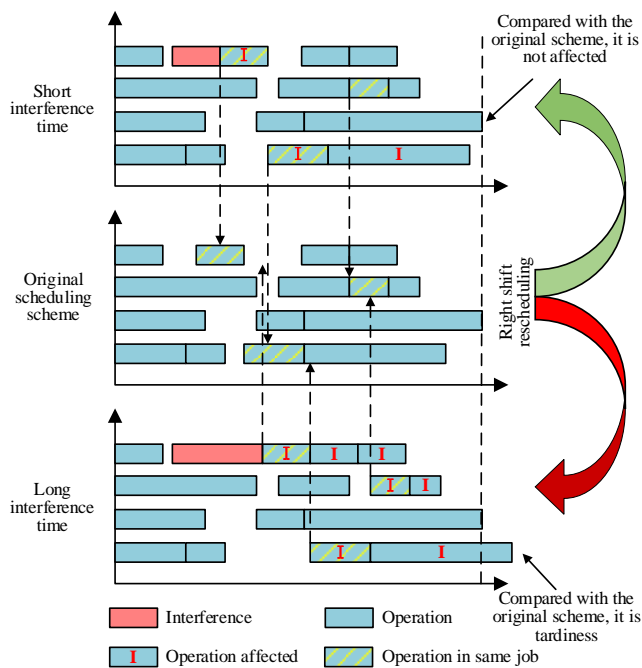 Compared with the
original scheme, it is
not affected
Short
interference
time
I
I
I
Original
scheduling
scheme
Right shift
rescheduling
Long
interference
time
I
I
I
I
I
I
I
Compared with the
original scheme, it is
tardiness
Interference
Operation
I
Operation affected
Operation in same job